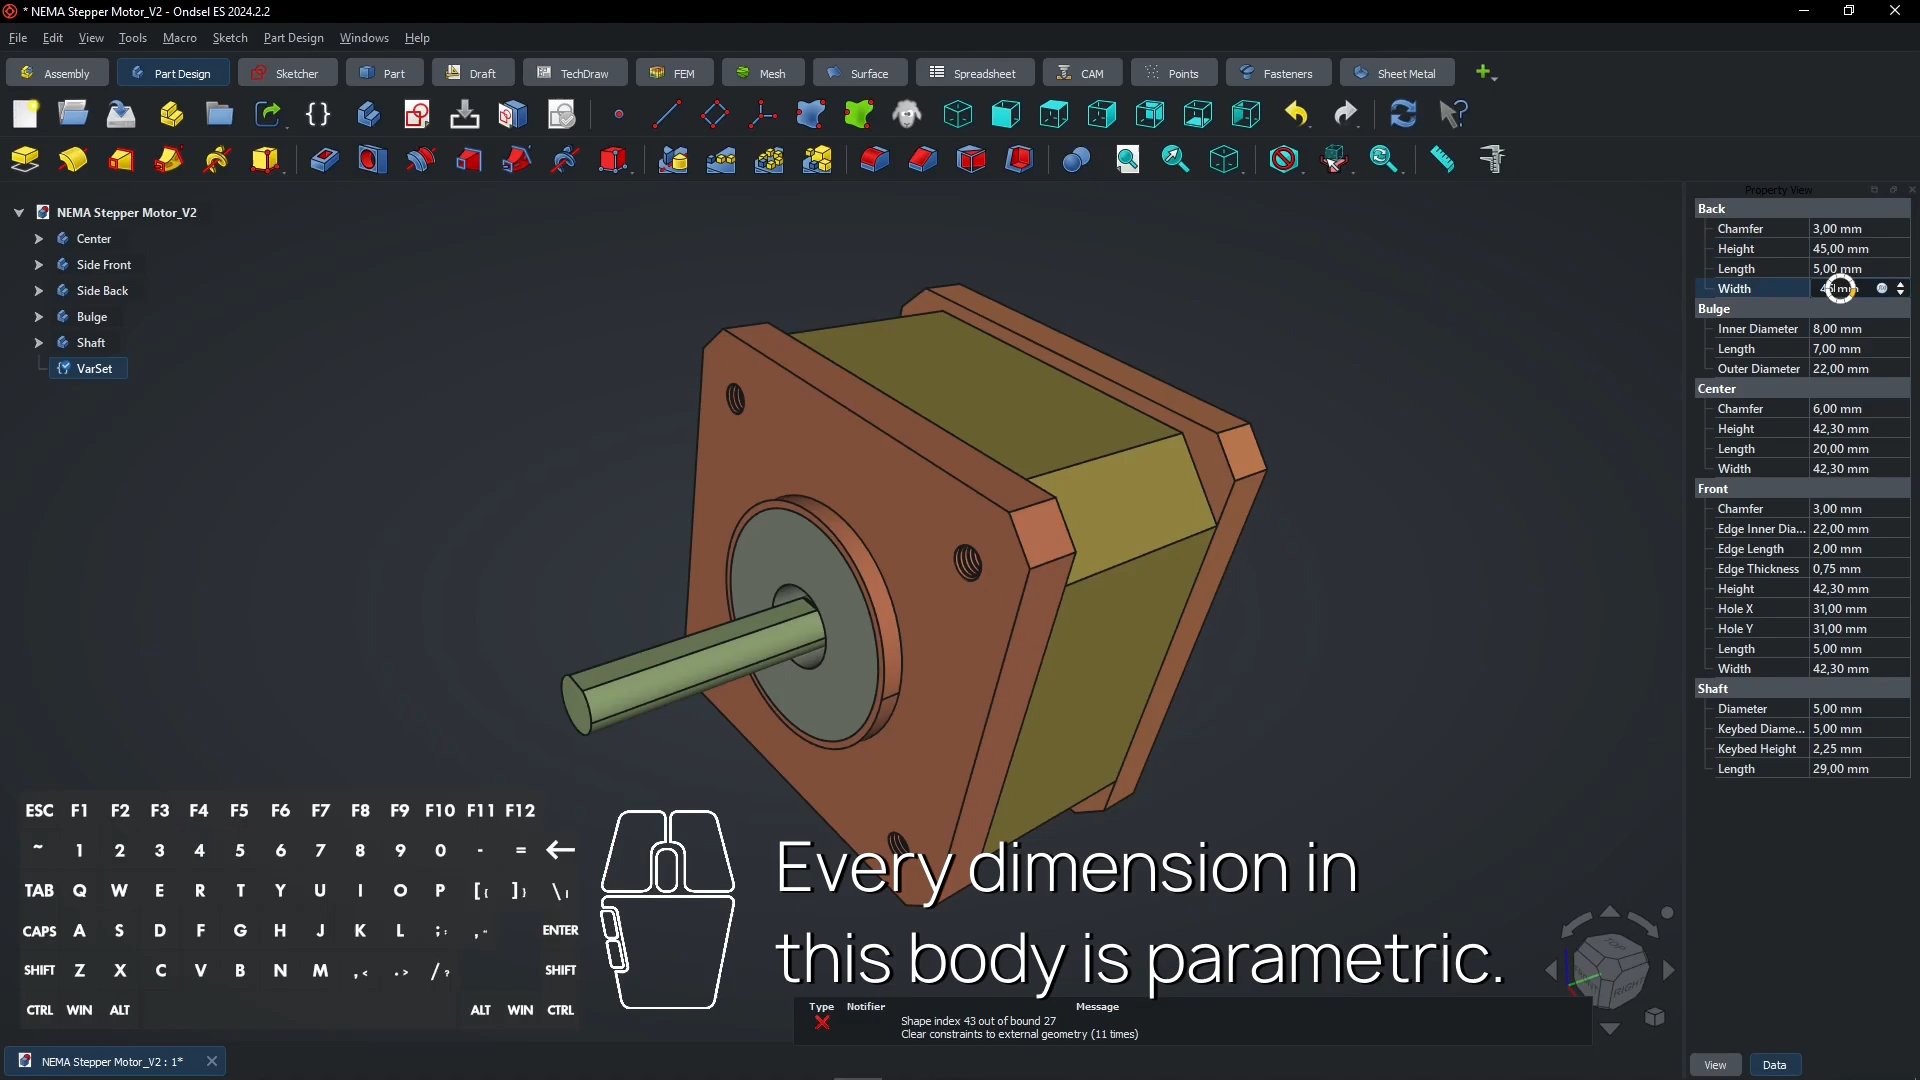 * NEMA Stepper Motor_V2 - Ondsel ES 2024.2.2
File Edit View Tools Macro Sketch Part Design Windows Help
Assembly Part Design Sketcher Part Draft TechDraw FEM Mesh Surface Spreadsheet CAM Points Fasteners Sheet Metal
Property View
NEMA Stepper Motor_V2
Center
Side Front
Side Back
Bulge
Shaft
VarSet
Back
Chamfer 3,00 mm
Height 45,00 mm
Length 5,00 mm
Width
Bulge
Inner Diameter 8,00 mm
Length 7,00 mm
Outer Diameter 22,00 mm
Center
Chamfer 6,00 mm
Height 42,30 mm
Length 20,00 mm
Width 42,30 mm
Front
Chamfer 3,00 mm
Edge Inner Dia... 22,00 mm
Edge Length 2,00 mm
Edge Thickness 0,75 mm
Height 42,30 mm
Hole X 31,00 mm
Hole Y 31,00 mm
Length 5,00 mm
Width 42,30 mm
Shaft
Diameter 5,00 mm
Keybed Diame... 5,00 mm
Keybed Height 2,25 mm
Length 29,00 mm
ESC F1 F2 F3 F4 F5 F6 F7 F8 F9 F10 F11 F12
~ 1 2 3 4 5 6 7 8 9 0 - = ←
TAB Q W E R T Y U I O P [{ ]} \|
CAPS A S D F G H J K L ;: ," ENTER
SHIFT Z X C V B N M ,< .> /? SHIFT
CTRL WIN ALT ALT WIN CTRL
Every dimension in
this body is parametric.
TOP
RIGHT
Type Notifier Message
Shape index 43 out of bound 27
Clear constraints to external geometry (11 times)
NEMA Stepper Motor_V2 : 1*
View Data